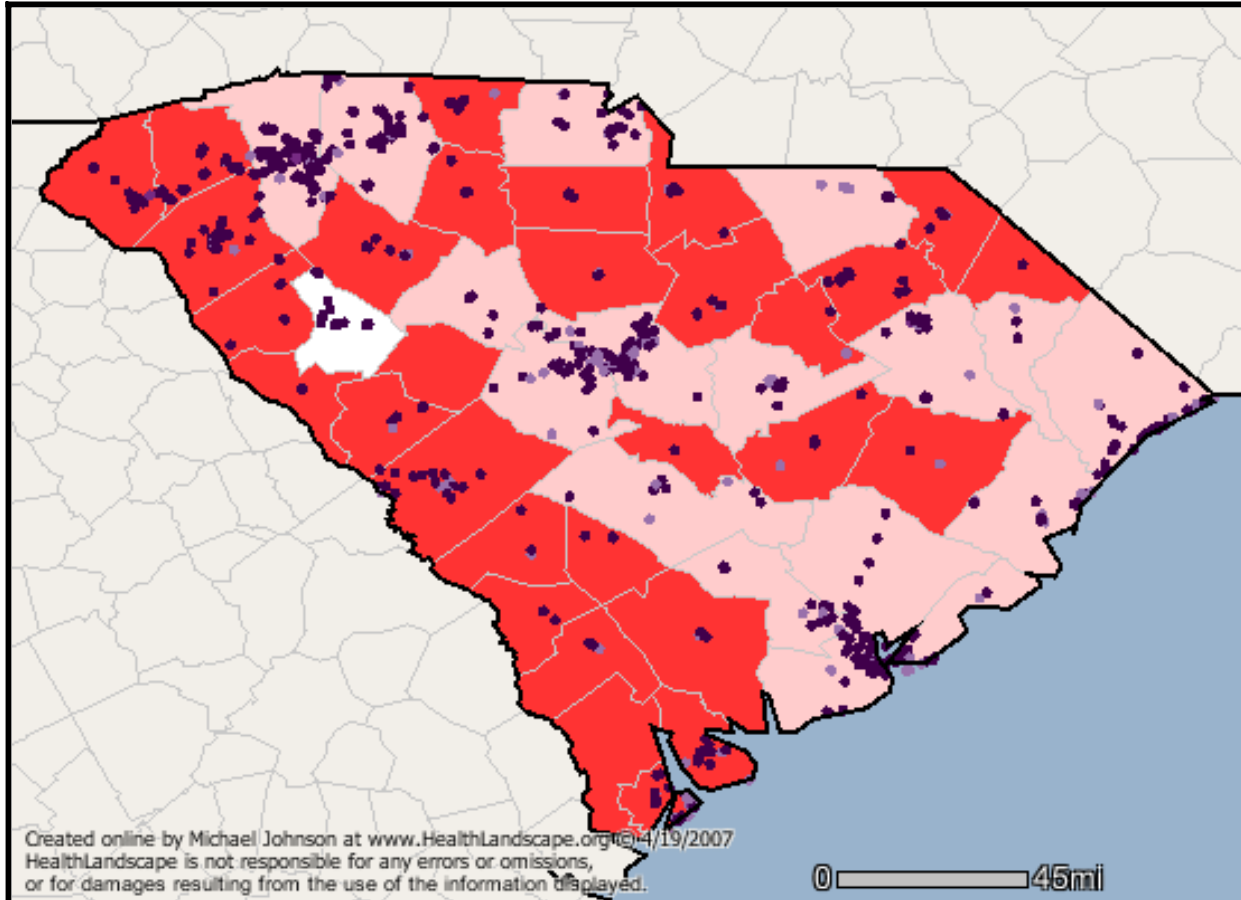 Created online by Michael Johnson at www.HealthLandscape.org © 4/19/2007
HealthLandscape is not responsible for any errors or omissions,
or for damages resulting from the use of the information displayed.
0 45mi